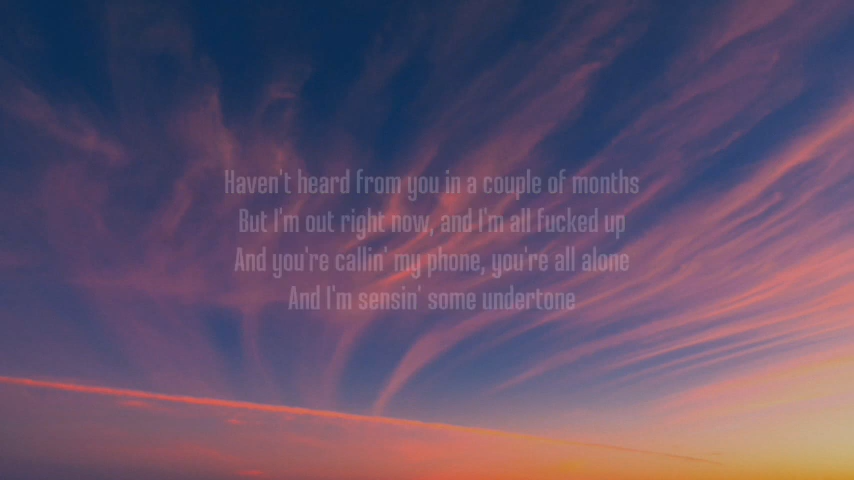 Haven't heard from you in a couple of months
But I'm out right now, and I'm all fucked up
And you're callin' my phone, you're all alone
And I'm sensin' some undertone